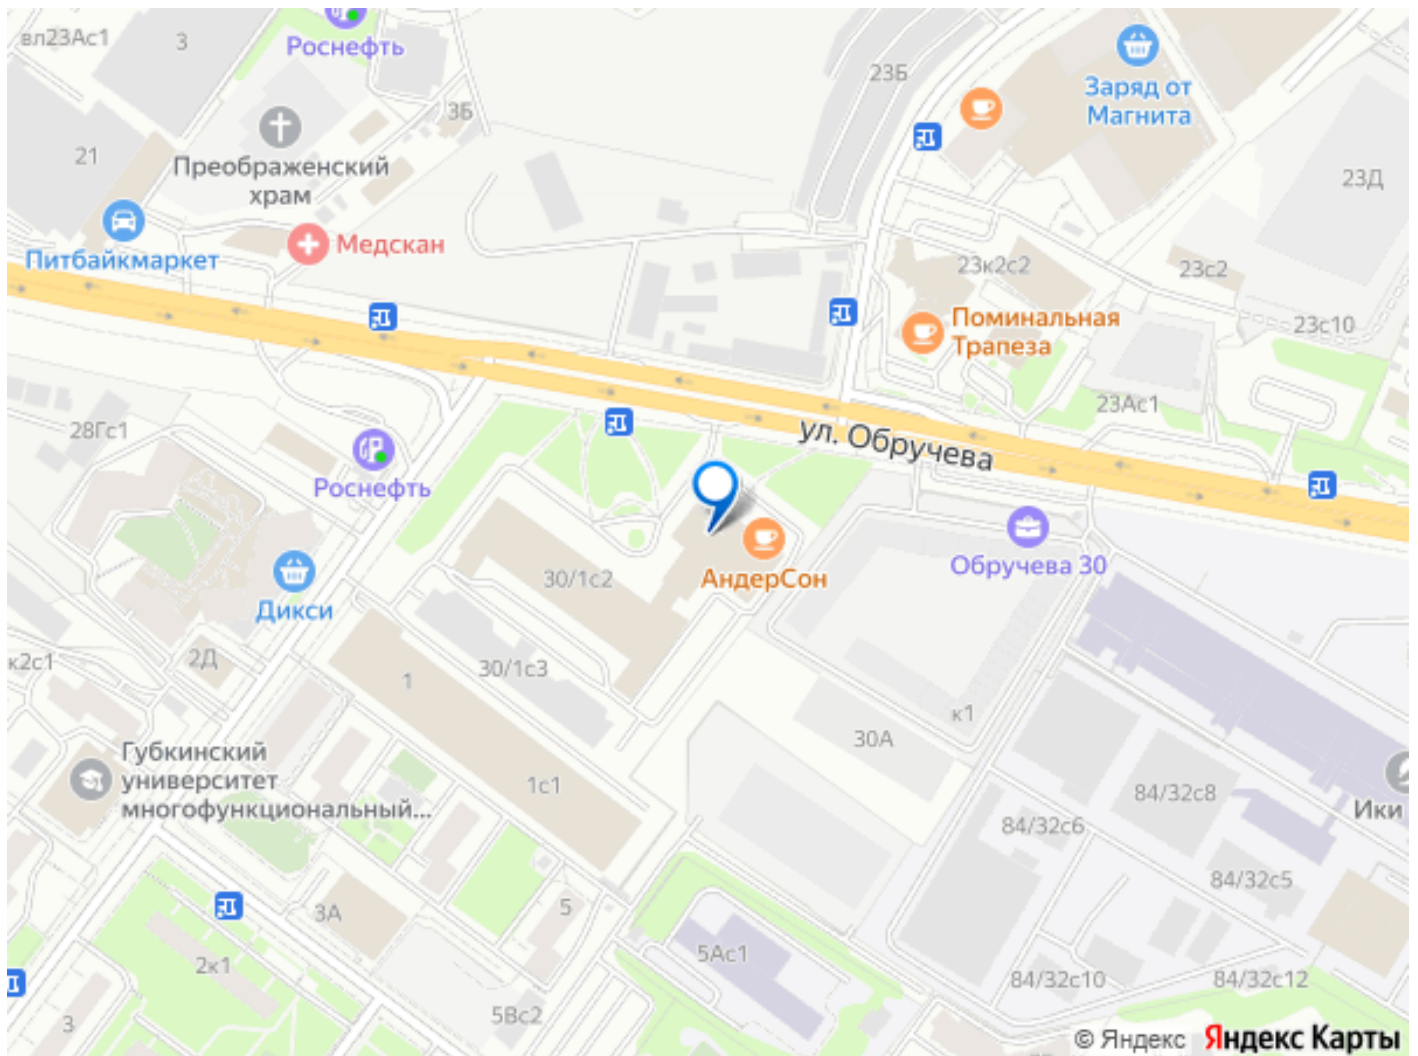 вл23Ас1
3
Роснефть
23Б
Заряд от
Магнита
3Б
21
Преображенский
храм
23Д
Питбайкмаркет
Медскан
23к2с2
23с2
Поминальная
Трапеза
23с10
23Ас1
28Гс1
ул. Обручева
Роснефть
Обручева 30
АндерСон
30/1с2
Дикси
к2с1
2Д
30/1с3
1
к1
30А
Губкинский
университет
многофункциональный...
1с1
84/32с8
Ики
84/32с6
84/32с5
3А
5
5Ас1
2к1
84/32с10
84/32с12
3
5Вс2
© Яндекс Яндекс Карты